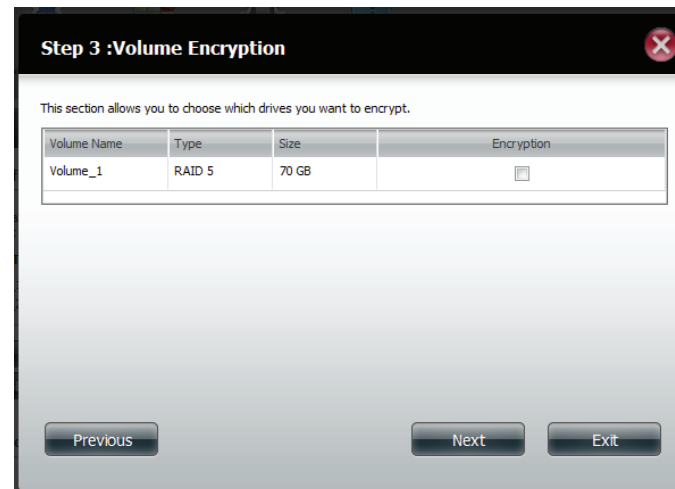 Step 3 :Volume Encryption
This section allows you to choose which drives you want to encrypt.
Volume Name Type Size Encryption
Volume_1 RAID 5 70 GB
Previous Next Exit